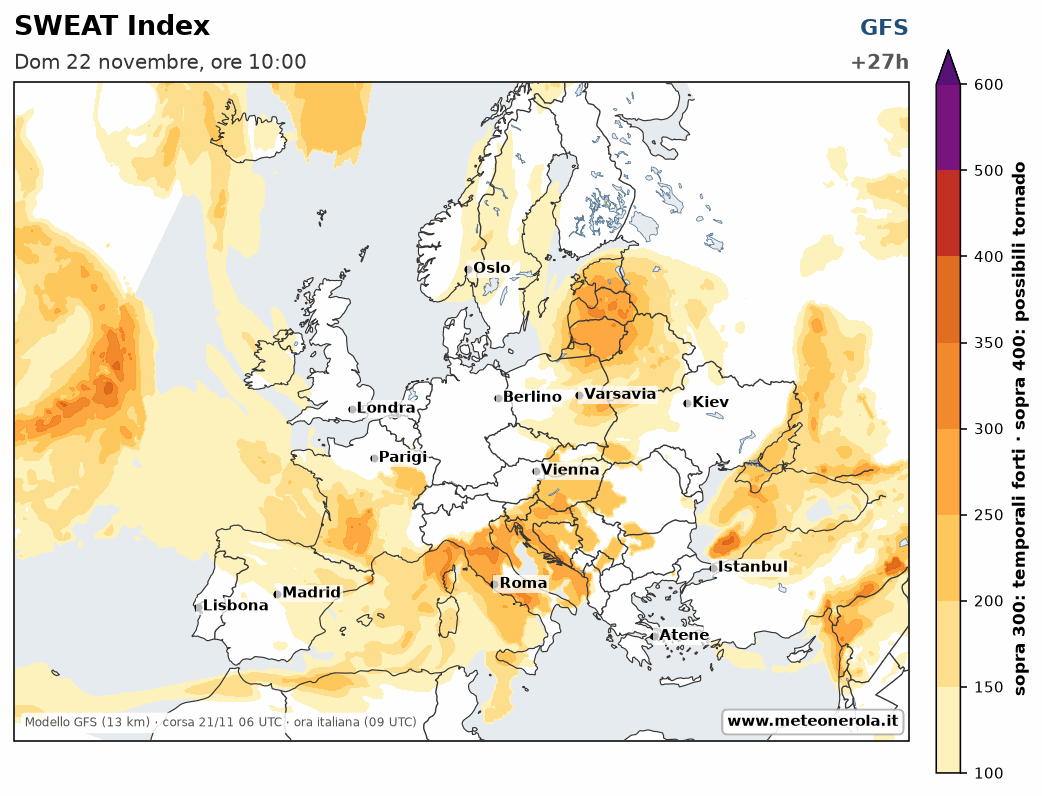 SWEAT Index
GFS
Dom 22 novembre, ore 10:00
+27h
600
500
400
350
300
250
200
150
100
sopra 300: temporali forti · sopra 400: possibili tornado
Oslo
Berlino
Varsavia
Kiev
Londra
Parigi
Vienna
Istanbul
Roma
Madrid
Lisbona
Atene
Modello GFS (13 km) · corsa 21/11 06 UTC · ora italiana (09 UTC)
www.meteonerola.it